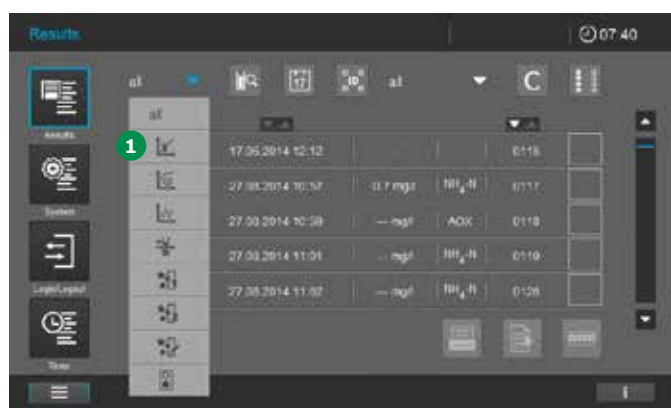 Results
07:40
all
all
all
C
17
ID
1
17.06.2014 12:12 0116
27.08.2014 10:57 0.7 mg/l NH4-N 0117
27.08.2014 10:59 --- mg/l AOX 0118
27.08.2014 11:01 --- mg/l NH4-N 0119
27.08.2014 11:02 --- mg/l NH4-N 0120
Results
System
Login/Logout
Timer
i